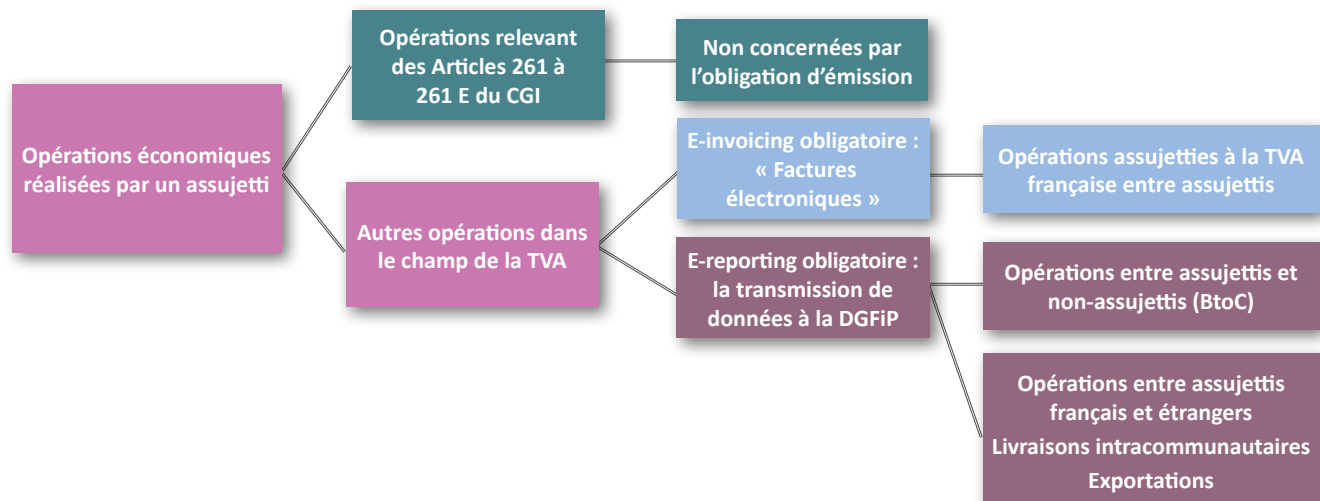 Opérations économiques
réalisées par un assujetti
Opérations relevant
des Articles 261 à
261 E du CGI
Non concernées par
l’obligation d’émission
Autres opérations dans
le champ de la TVA
E-invoicing obligatoire :
« Factures
électroniques »
Opérations assujetties à la TVA
française entre assujettis
E-reporting obligatoire :
la transmission de
données à la DGFiP
Opérations entre assujettis et
non-assujettis (BtoC)
Opérations entre assujettis
français et étrangers
Livraisons intracommunautaires
Exportations